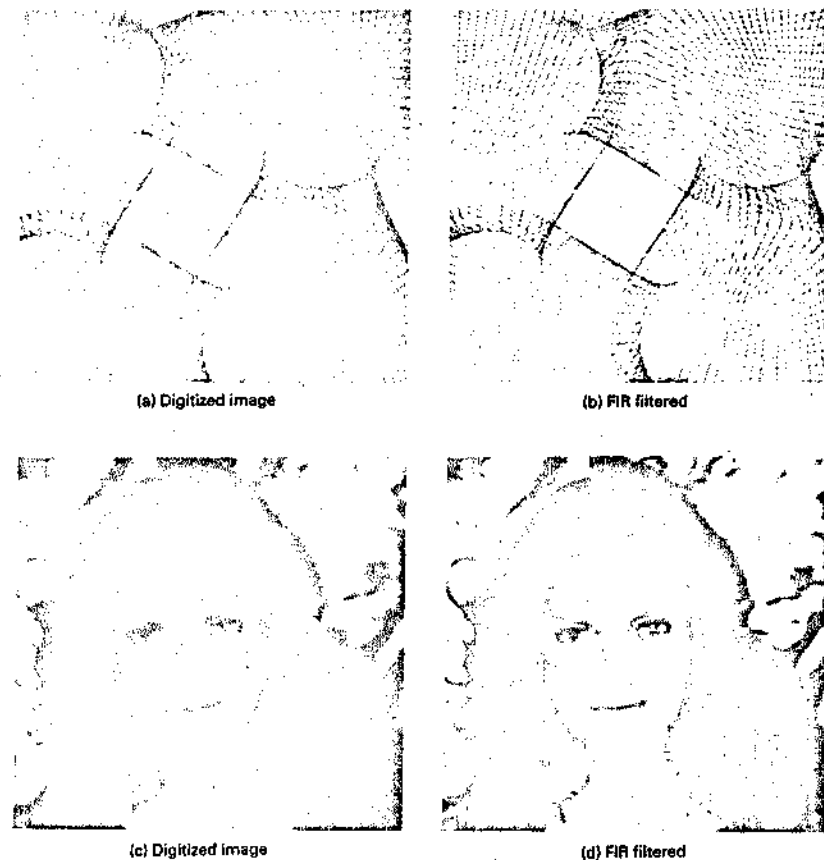 (a) Digitized image
(b) FIR filtered
(c) Digitized image
(d) FIR filtered